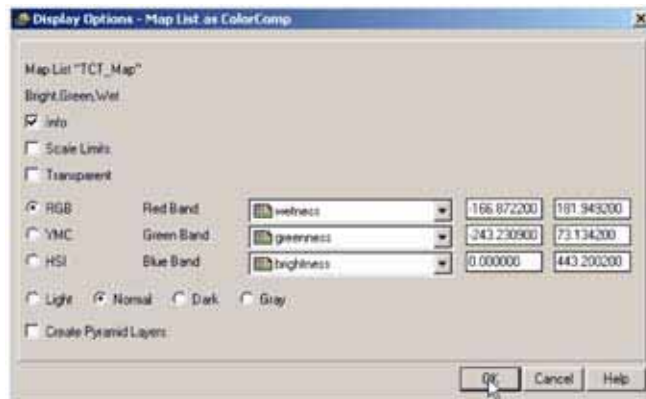 Display Options - Map List as ColorComp
Map List "TCT_Map"
Bright,Green,Wet
Info
Scale Limits
Transparent
RGB Red Band wetness -166.872200 181.949200
YMC Green Band greenness -243.230900 73.134200
HSI Blue Band brightness 0.000000 443.200200
Light Normal Dark Gray
Create Pyramid Layers
OK Cancel Help